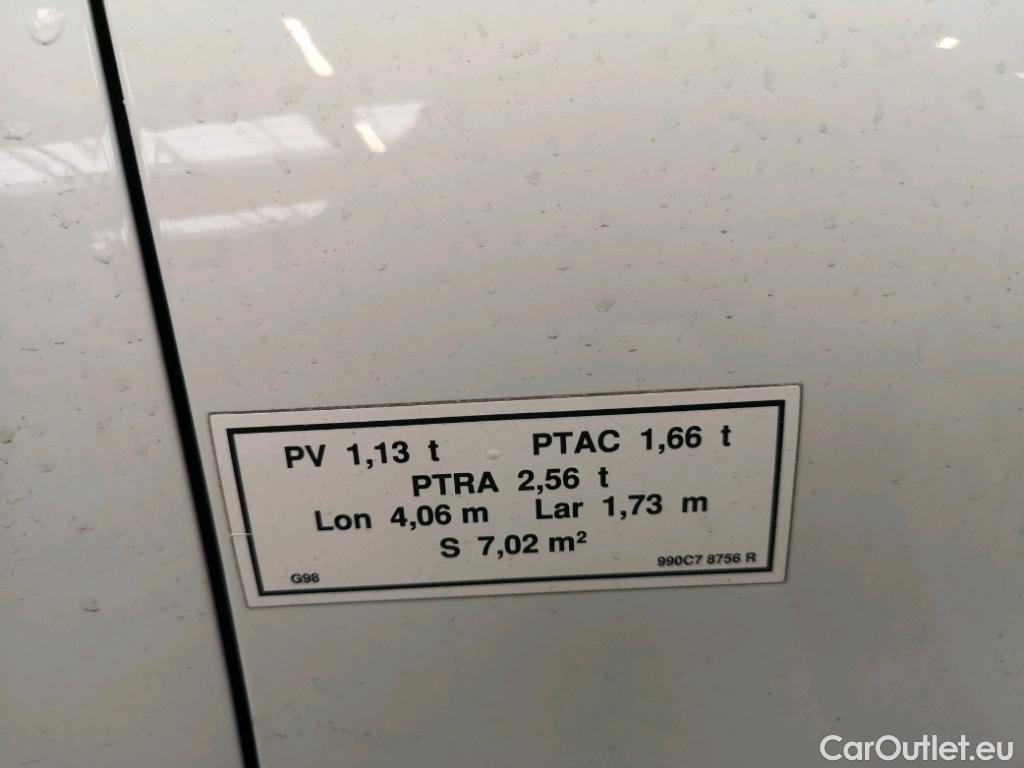 PV 1,13 t PTAC 1,66 t
PTRA 2,56 t
Lon 4,06 m Lar 1,73 m
S 7,02 m²
G98 990C7 8756 R
CarOutlet.eu